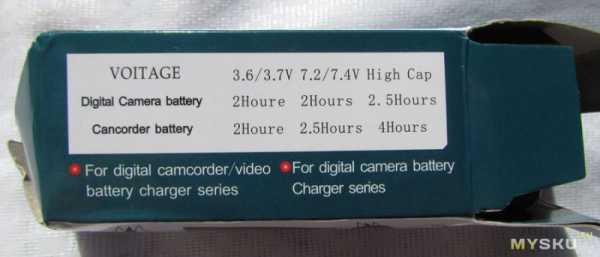 VOITAGE 3.6/3.7V 7.2/7.4V High Cap
Digital Camera battery 2Houre 2Hours 2.5Hours
Cancorder battery 2Houre 2.5Hours 4Hours
For digital camcorder/video
battery charger series
For digital camera battery
Charger series
MYSKU